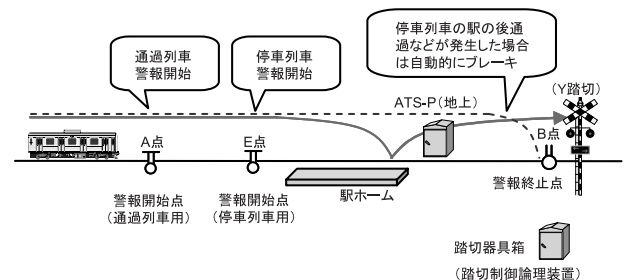 通過列車
警報開始
停車列車
警報開始
停車列車の駅の後通
過などが発生した場合
は自動的にブレーキ
(Y踏切)
ATS-P(地上)
A点
E点
B点
警報開始点
(通過列車用)
警報開始点
(停車列車用)
駅ホーム
警報終止点
踏切器具箱
(踏切制御論理装置)